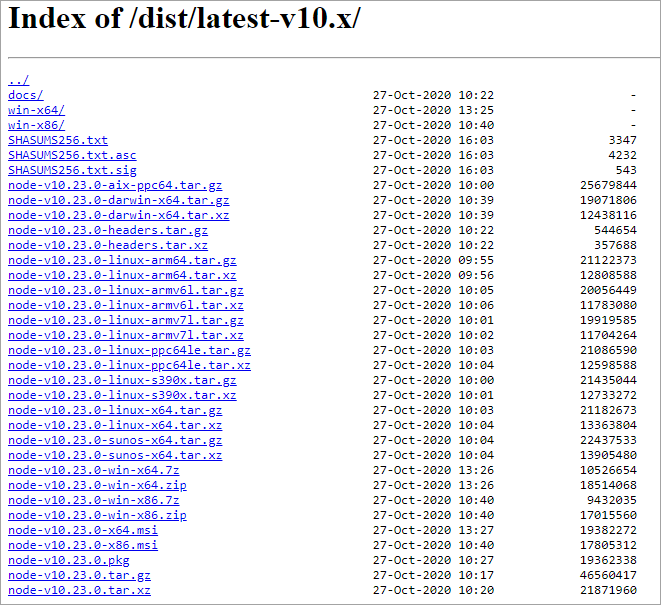 Index of /dist/latest-v10.x/
../
docs/ 27-Oct-2020 10:22 -
win-x64/ 27-Oct-2020 13:25 -
win-x86/ 27-Oct-2020 10:40 -
SHASUMS256.txt 27-Oct-2020 16:03 3347
SHASUMS256.txt.asc 27-Oct-2020 16:03 4232
SHASUMS256.txt.sig 27-Oct-2020 16:03 543
node-v10.23.0-aix-ppc64.tar.gz 27-Oct-2020 10:00 25679844
node-v10.23.0-darwin-x64.tar.gz 27-Oct-2020 10:39 19071806
node-v10.23.0-darwin-x64.tar.xz 27-Oct-2020 10:39 12438116
node-v10.23.0-headers.tar.gz 27-Oct-2020 10:22 544654
node-v10.23.0-headers.tar.xz 27-Oct-2020 10:22 357688
node-v10.23.0-linux-arm64.tar.gz 27-Oct-2020 09:55 21122373
node-v10.23.0-linux-arm64.tar.xz 27-Oct-2020 09:56 12808588
node-v10.23.0-linux-armv6l.tar.gz 27-Oct-2020 10:05 20056449
node-v10.23.0-linux-armv6l.tar.xz 27-Oct-2020 10:06 11783080
node-v10.23.0-linux-armv7l.tar.gz 27-Oct-2020 10:01 19919585
node-v10.23.0-linux-armv7l.tar.xz 27-Oct-2020 10:02 11704264
node-v10.23.0-linux-ppc64le.tar.gz 27-Oct-2020 10:03 21086590
node-v10.23.0-linux-ppc64le.tar.xz 27-Oct-2020 10:04 12598588
node-v10.23.0-linux-s390x.tar.gz 27-Oct-2020 10:00 21435044
node-v10.23.0-linux-s390x.tar.xz 27-Oct-2020 10:01 12733272
node-v10.23.0-linux-x64.tar.gz 27-Oct-2020 10:03 21182673
node-v10.23.0-linux-x64.tar.xz 27-Oct-2020 10:04 13363804
node-v10.23.0-sunos-x64.tar.gz 27-Oct-2020 10:04 22437533
node-v10.23.0-sunos-x64.tar.xz 27-Oct-2020 10:04 13905480
node-v10.23.0-win-x64.7z 27-Oct-2020 13:26 10526654
node-v10.23.0-win-x64.zip 27-Oct-2020 13:26 18514068
node-v10.23.0-win-x86.7z 27-Oct-2020 10:40 9432035
node-v10.23.0-win-x86.zip 27-Oct-2020 10:40 17015560
node-v10.23.0-x64.msi 27-Oct-2020 13:27 19382272
node-v10.23.0-x86.msi 27-Oct-2020 10:40 17805312
node-v10.23.0.pkg 27-Oct-2020 10:27 19362338
node-v10.23.0.tar.gz 27-Oct-2020 10:17 46560417
node-v10.23.0.tar.xz 27-Oct-2020 10:20 21871960